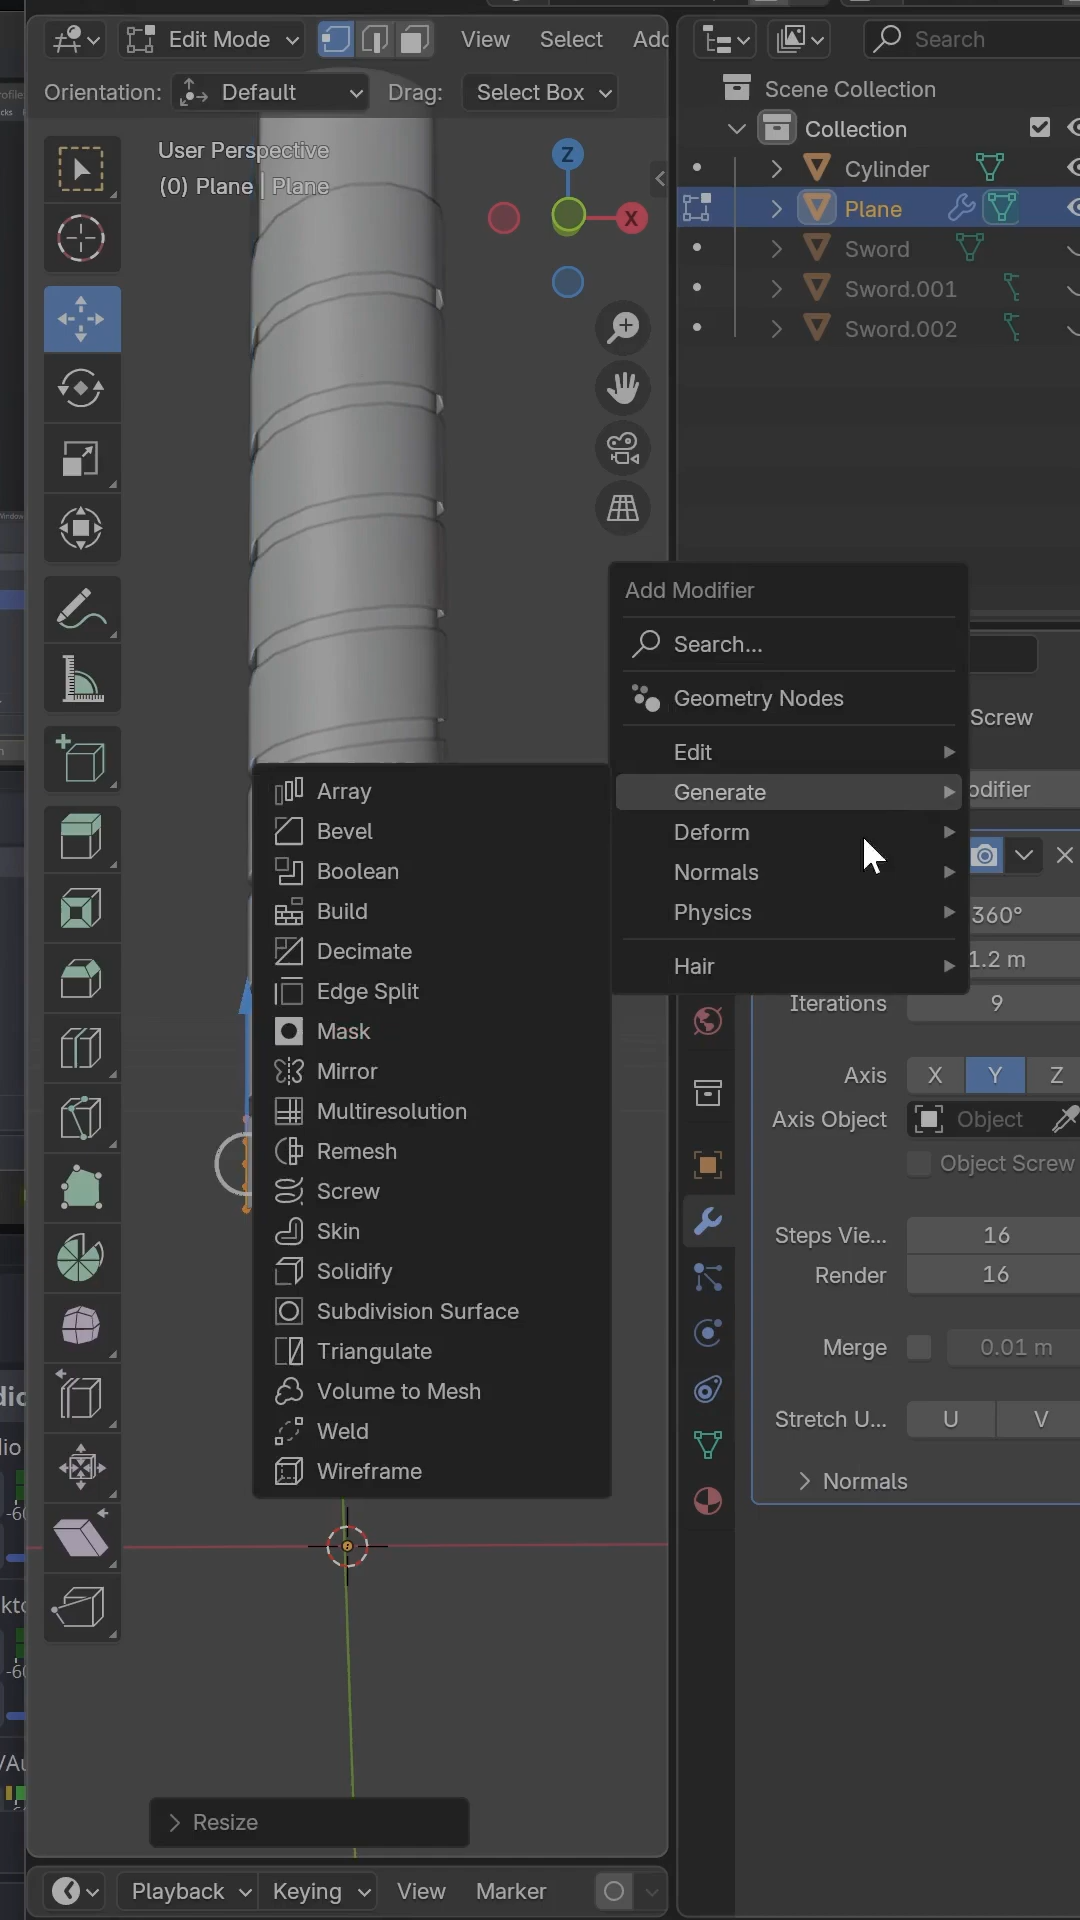 Edit Mode
View
Select
Search
Orientation:
Default
Drag:
Select Box
Scene Collection
Collection
User Perspective
(0) Plane | Plane
Z
X
Cylinder
Plane
Sword
Sword.001
Sword.002
Add Modifier
Search...
Geometry Nodes
Edit
Generate
Deform
Normals
Physics
Hair
Array
Bevel
Boolean
Build
Decimate
Edge Split
Mask
Mirror
Multiresolution
Remesh
Screw
Skin
Solidify
Subdivision Surface
Triangulate
Volume to Mesh
Weld
Wireframe
Screw
360°
1.2 m
Iterations 9
Axis X Y Z
Axis Object Object
Object Screw
Steps Vie... 16
Render 16
Merge 0.01 m
Stretch U... U V
Normals
Resize
Playback
Keying
View
Marker